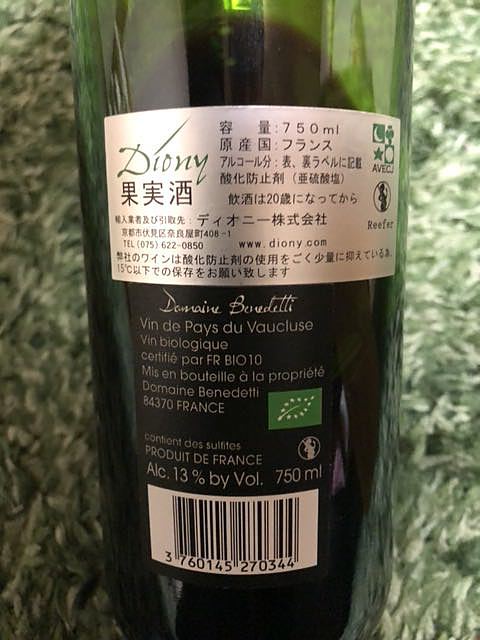 Diony
果実酒
容量:750ml
原産国:フランス
アルコール分:表、裏ラベルに記載
酸化防止剤(亜硫酸塩)
飲酒は20歳になってから
AVECJ
Reefer
輸入業者及び引取先:ディオニー株式会社
京都市伏見区奈良屋町408-1
TEL (075) 622-0850 www.diony.com
弊社のワインは酸化防止剤の使用をごく少量に抑えている為、
15℃以下での保存をお願い致します
Domaine Benedetti
Vin de Pays du Vaucluse
Vin biologique
certifié par FR BIO10
Mis en bouteille à la propriété
Domaine Benedetti
84370 FRANCE
contient des sulfites
PRODUIT DE FRANCE
Alc. 13 % by Vol. 750 ml
3 760145 270344